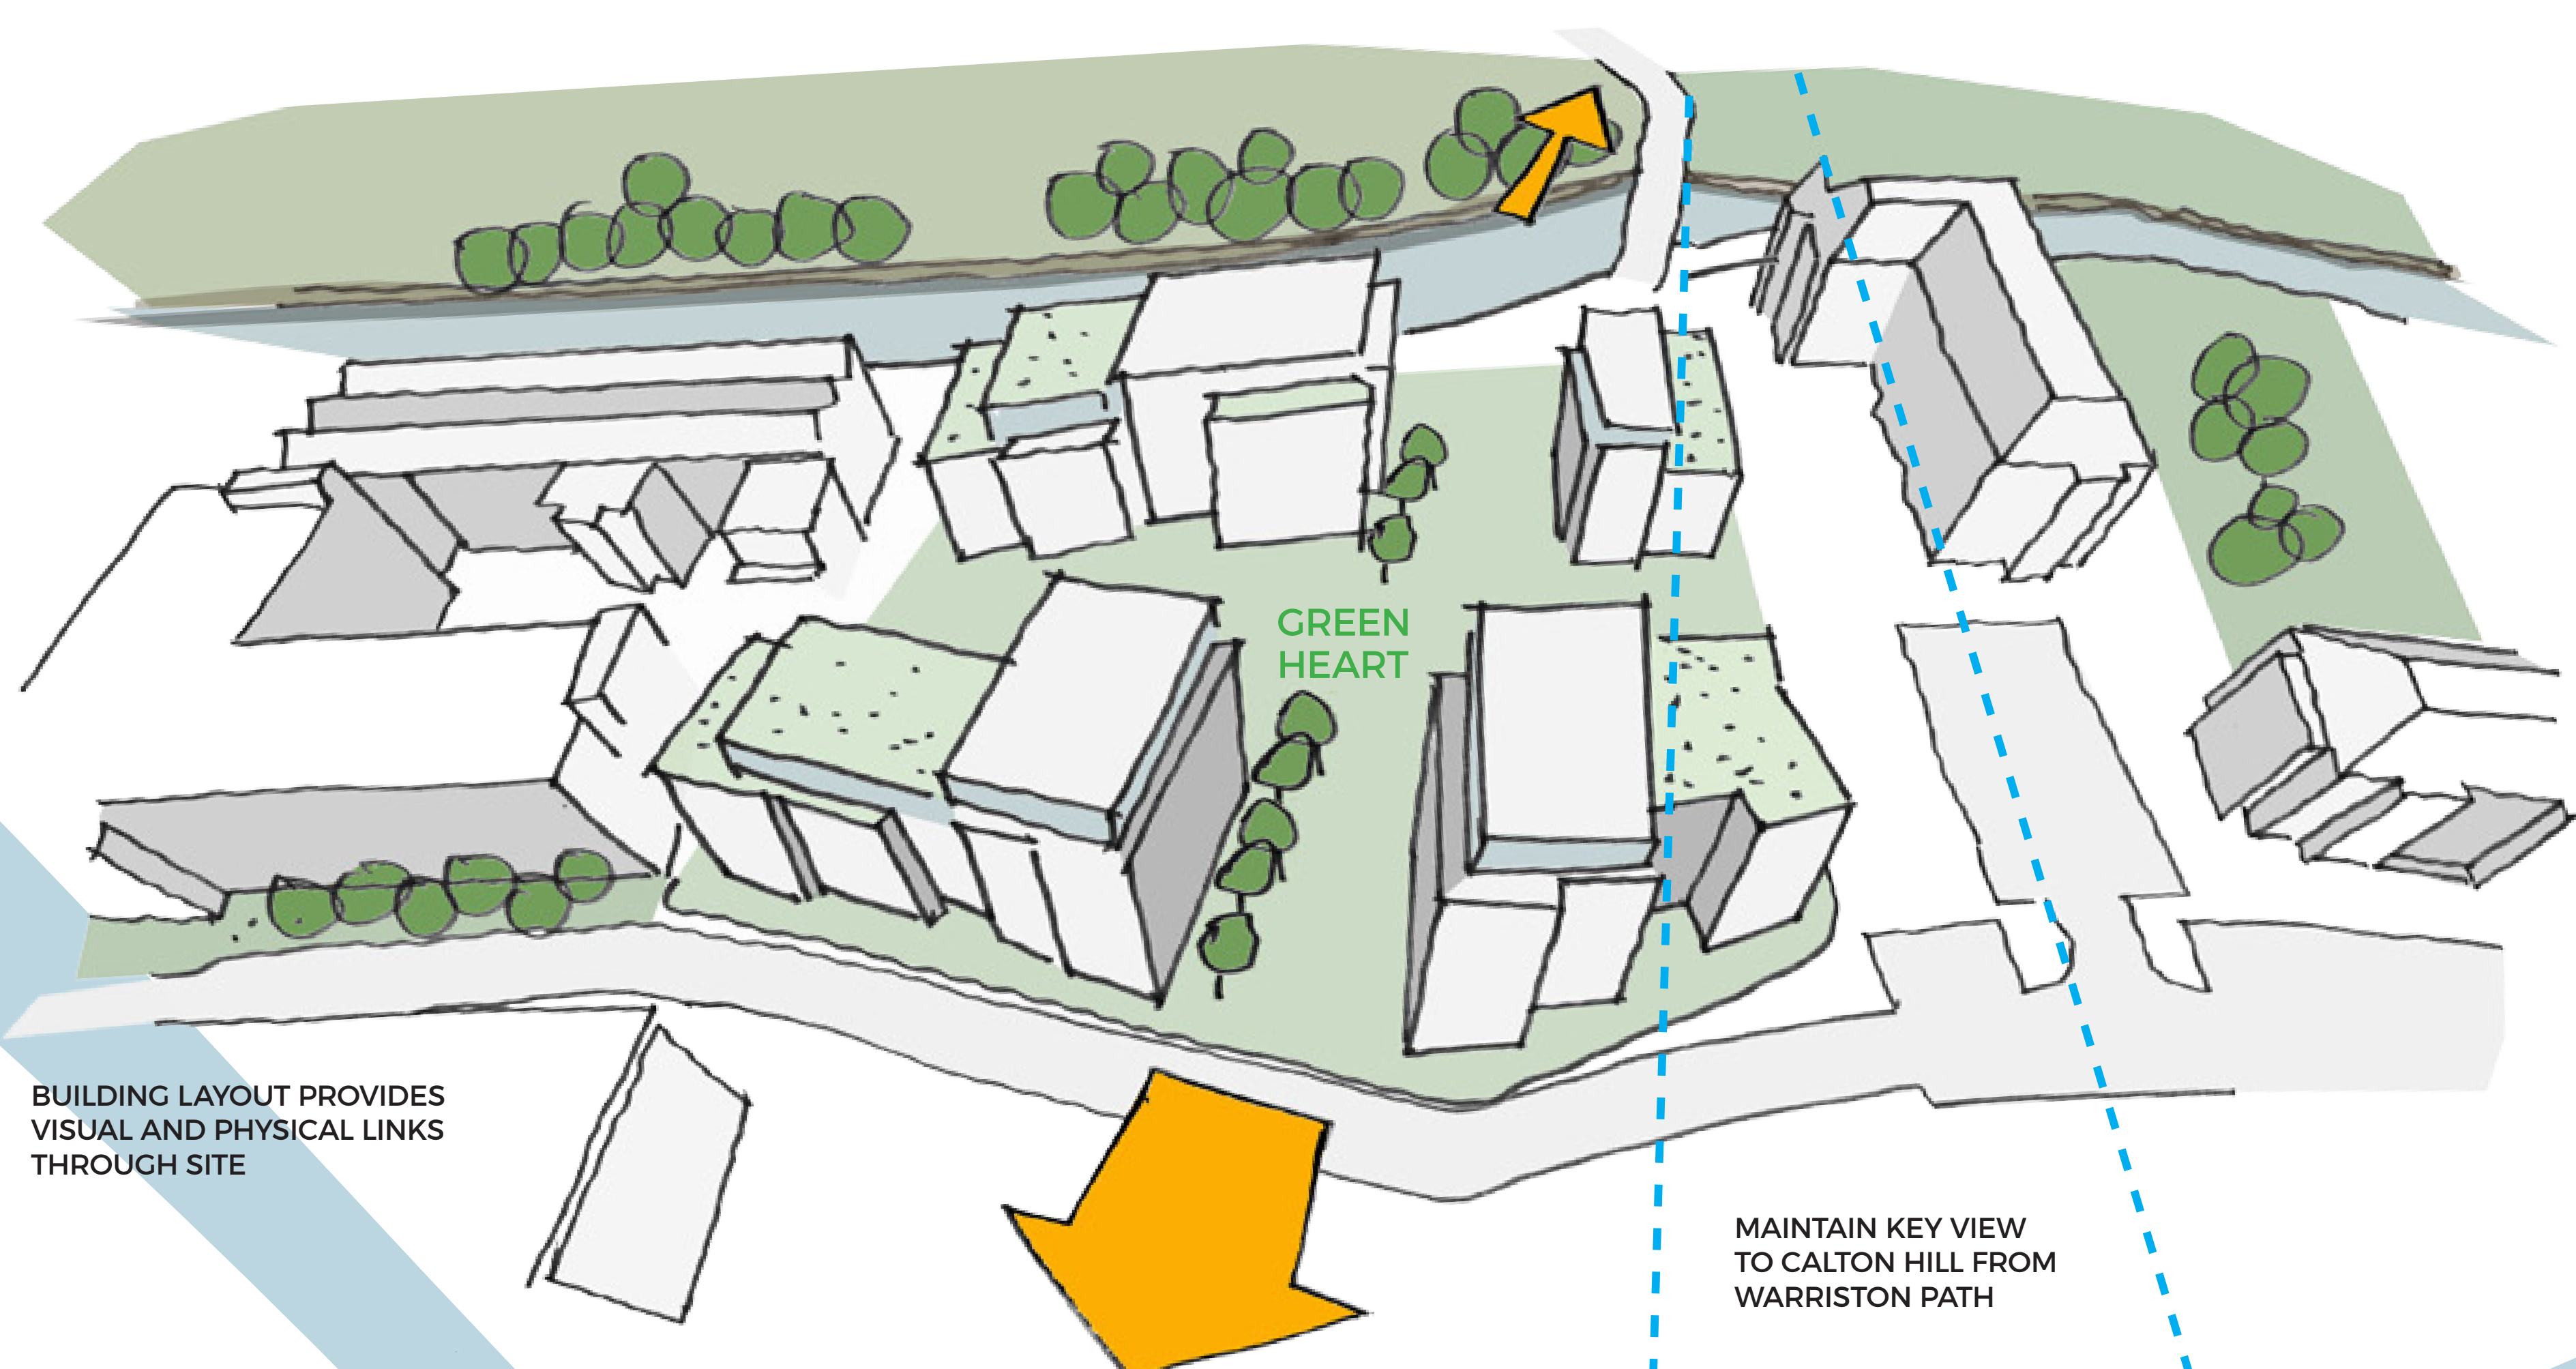 GREEN
HEART
BUILDING LAYOUT PROVIDES
VISUAL AND PHYSICAL LINKS
THROUGH SITE
MAINTAIN KEY VIEW
TO CALTON HILL FROM
WARRISTON PATH